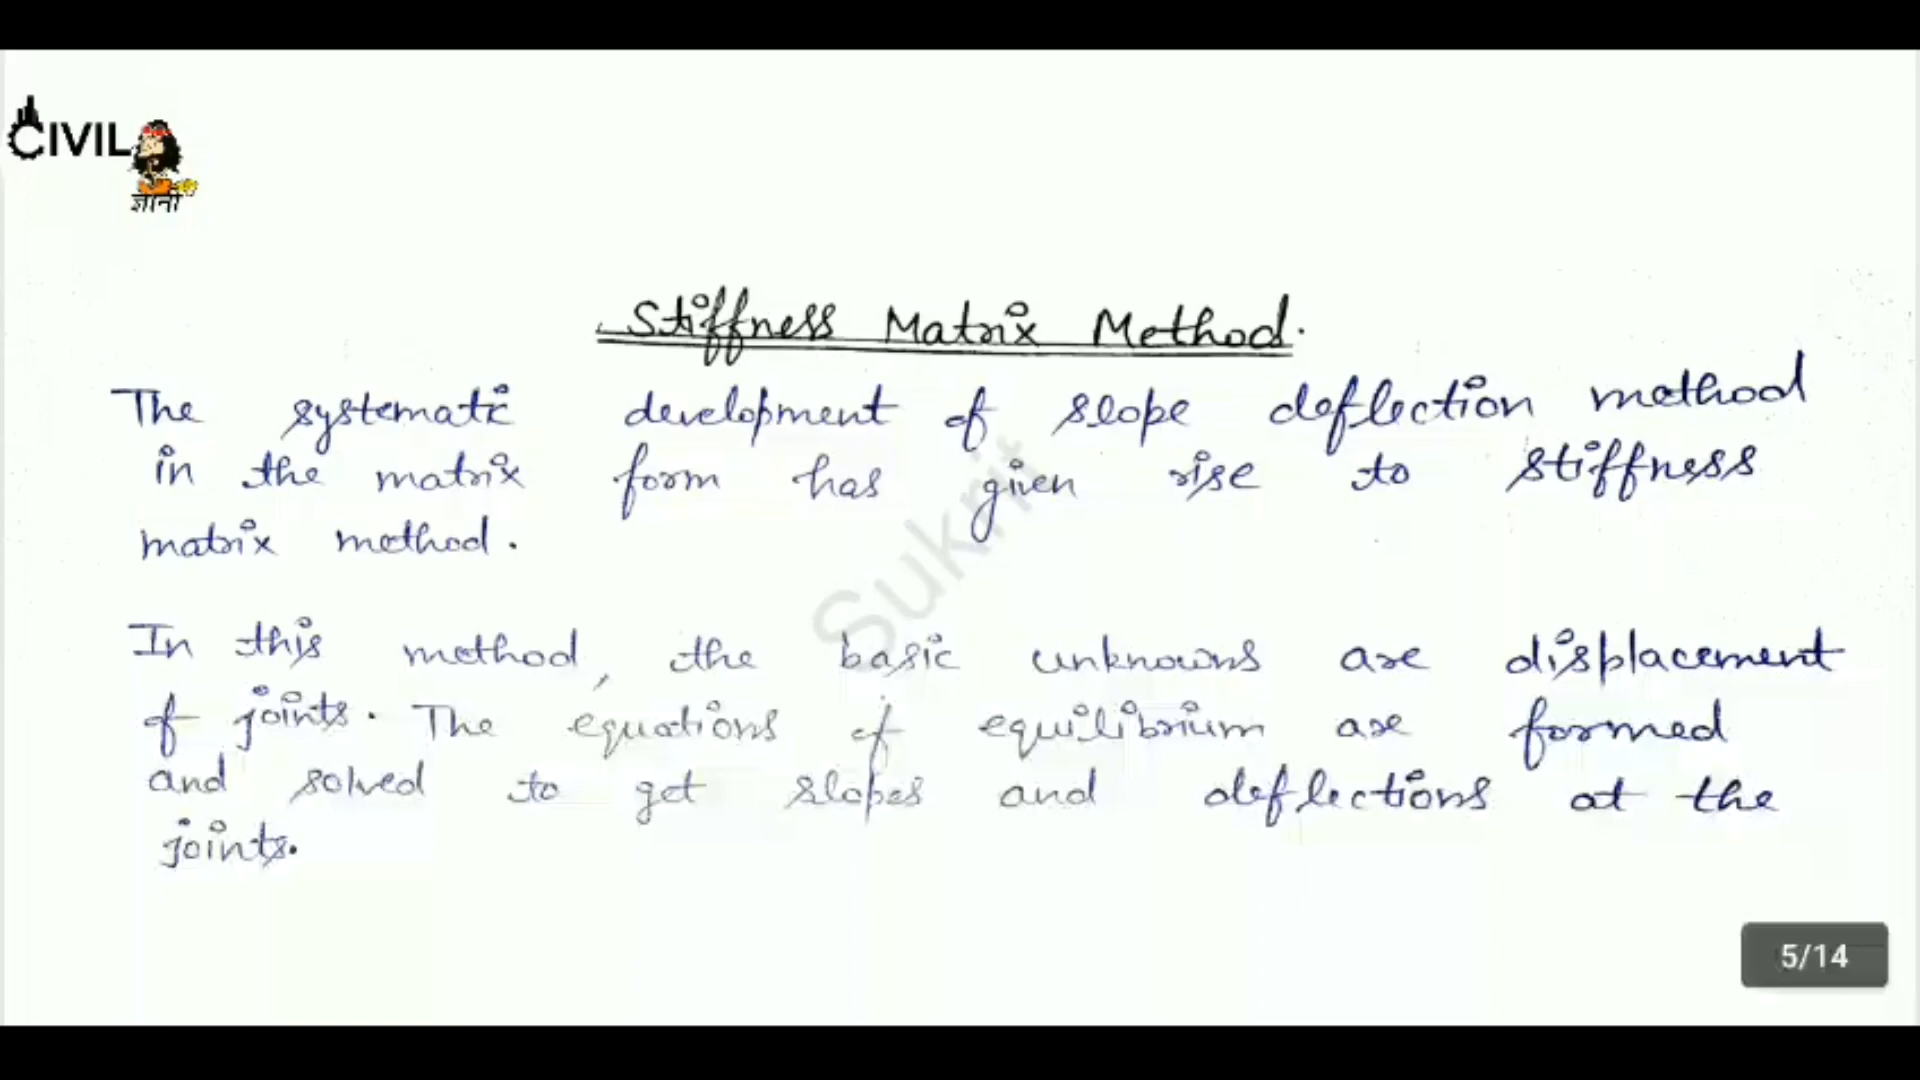 CIVIL
ज्ञानी
Stiffness Matrix Method.
The systematic development of slope deflection method
in the matrix form has given rise to stiffness
matrix method.
Sukrit
In this method, the basic unknowns are displacement
of joints. The equations of equilibrium are formed
and solved to get slopes and deflections at the
joints.
5/14